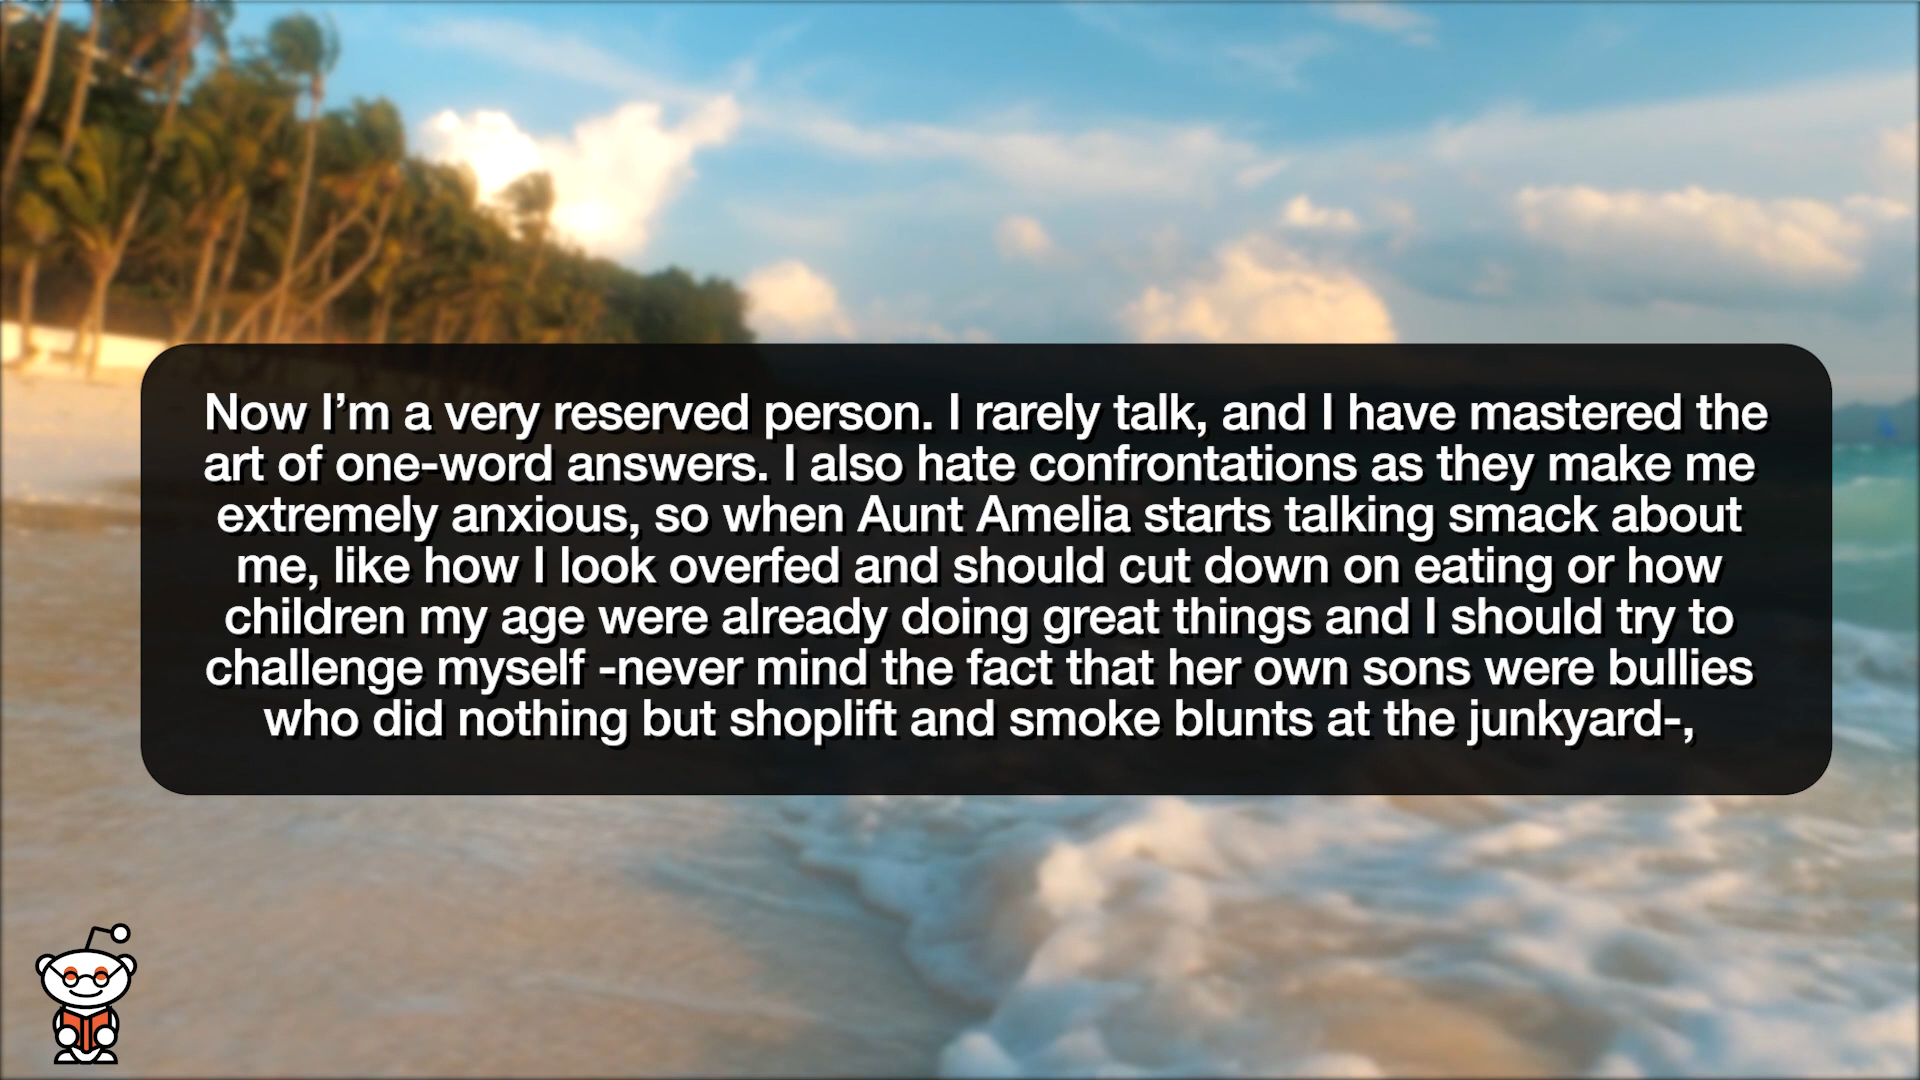 Now I’m a very reserved person. I rarely talk, and I have mastered the
art of one-word answers. I also hate confrontations as they make me
extremely anxious, so when Aunt Amelia starts talking smack about
me, like how I look overfed and should cut down on eating or how
children my age were already doing great things and I should try to
challenge myself -never mind the fact that her own sons were bullies
who did nothing but shoplift and smoke blunts at the junkyard-,